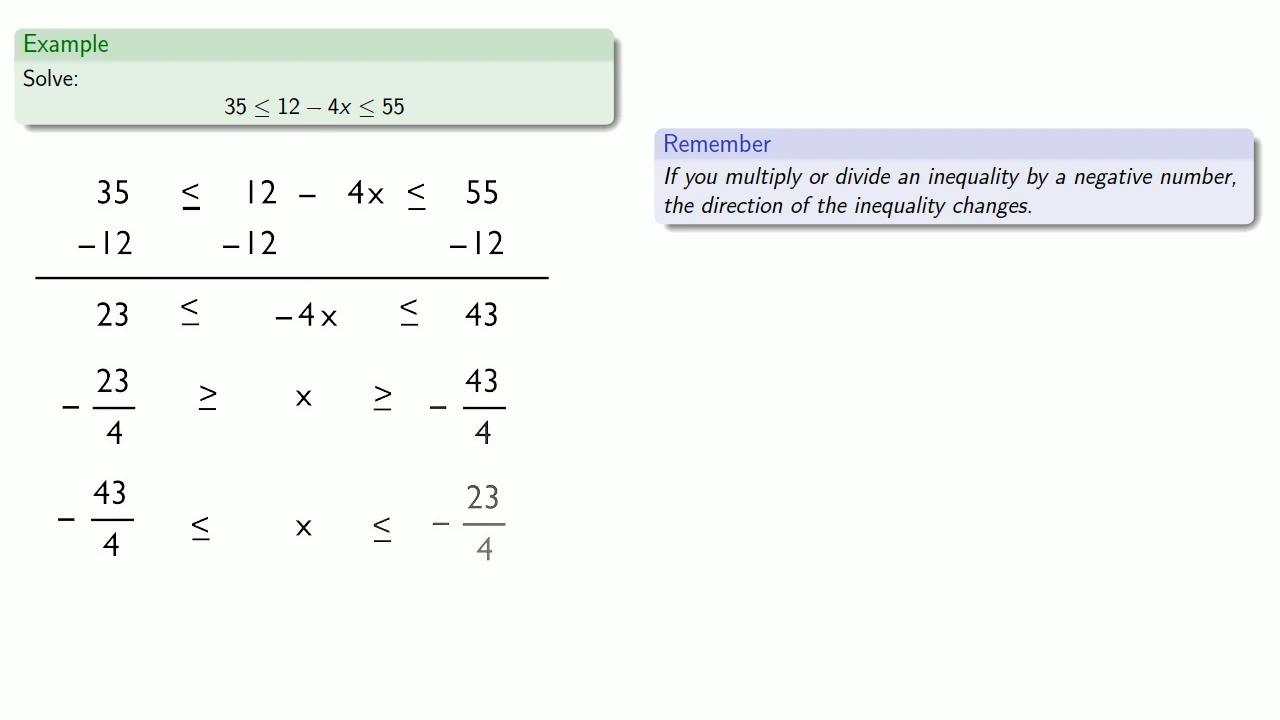 Example
Solve:
35 ≤ 12 − 4x ≤ 55
Remember
If you multiply or divide an inequality by a negative number,
the direction of the inequality changes.
35 ≤ 12 − 4x ≤ 55
−12 −12 −12
23 ≤ −4x ≤ 43
− 23/4 ≥ x ≥ − 43/4
− 43/4 ≤ x ≤ − 23/4